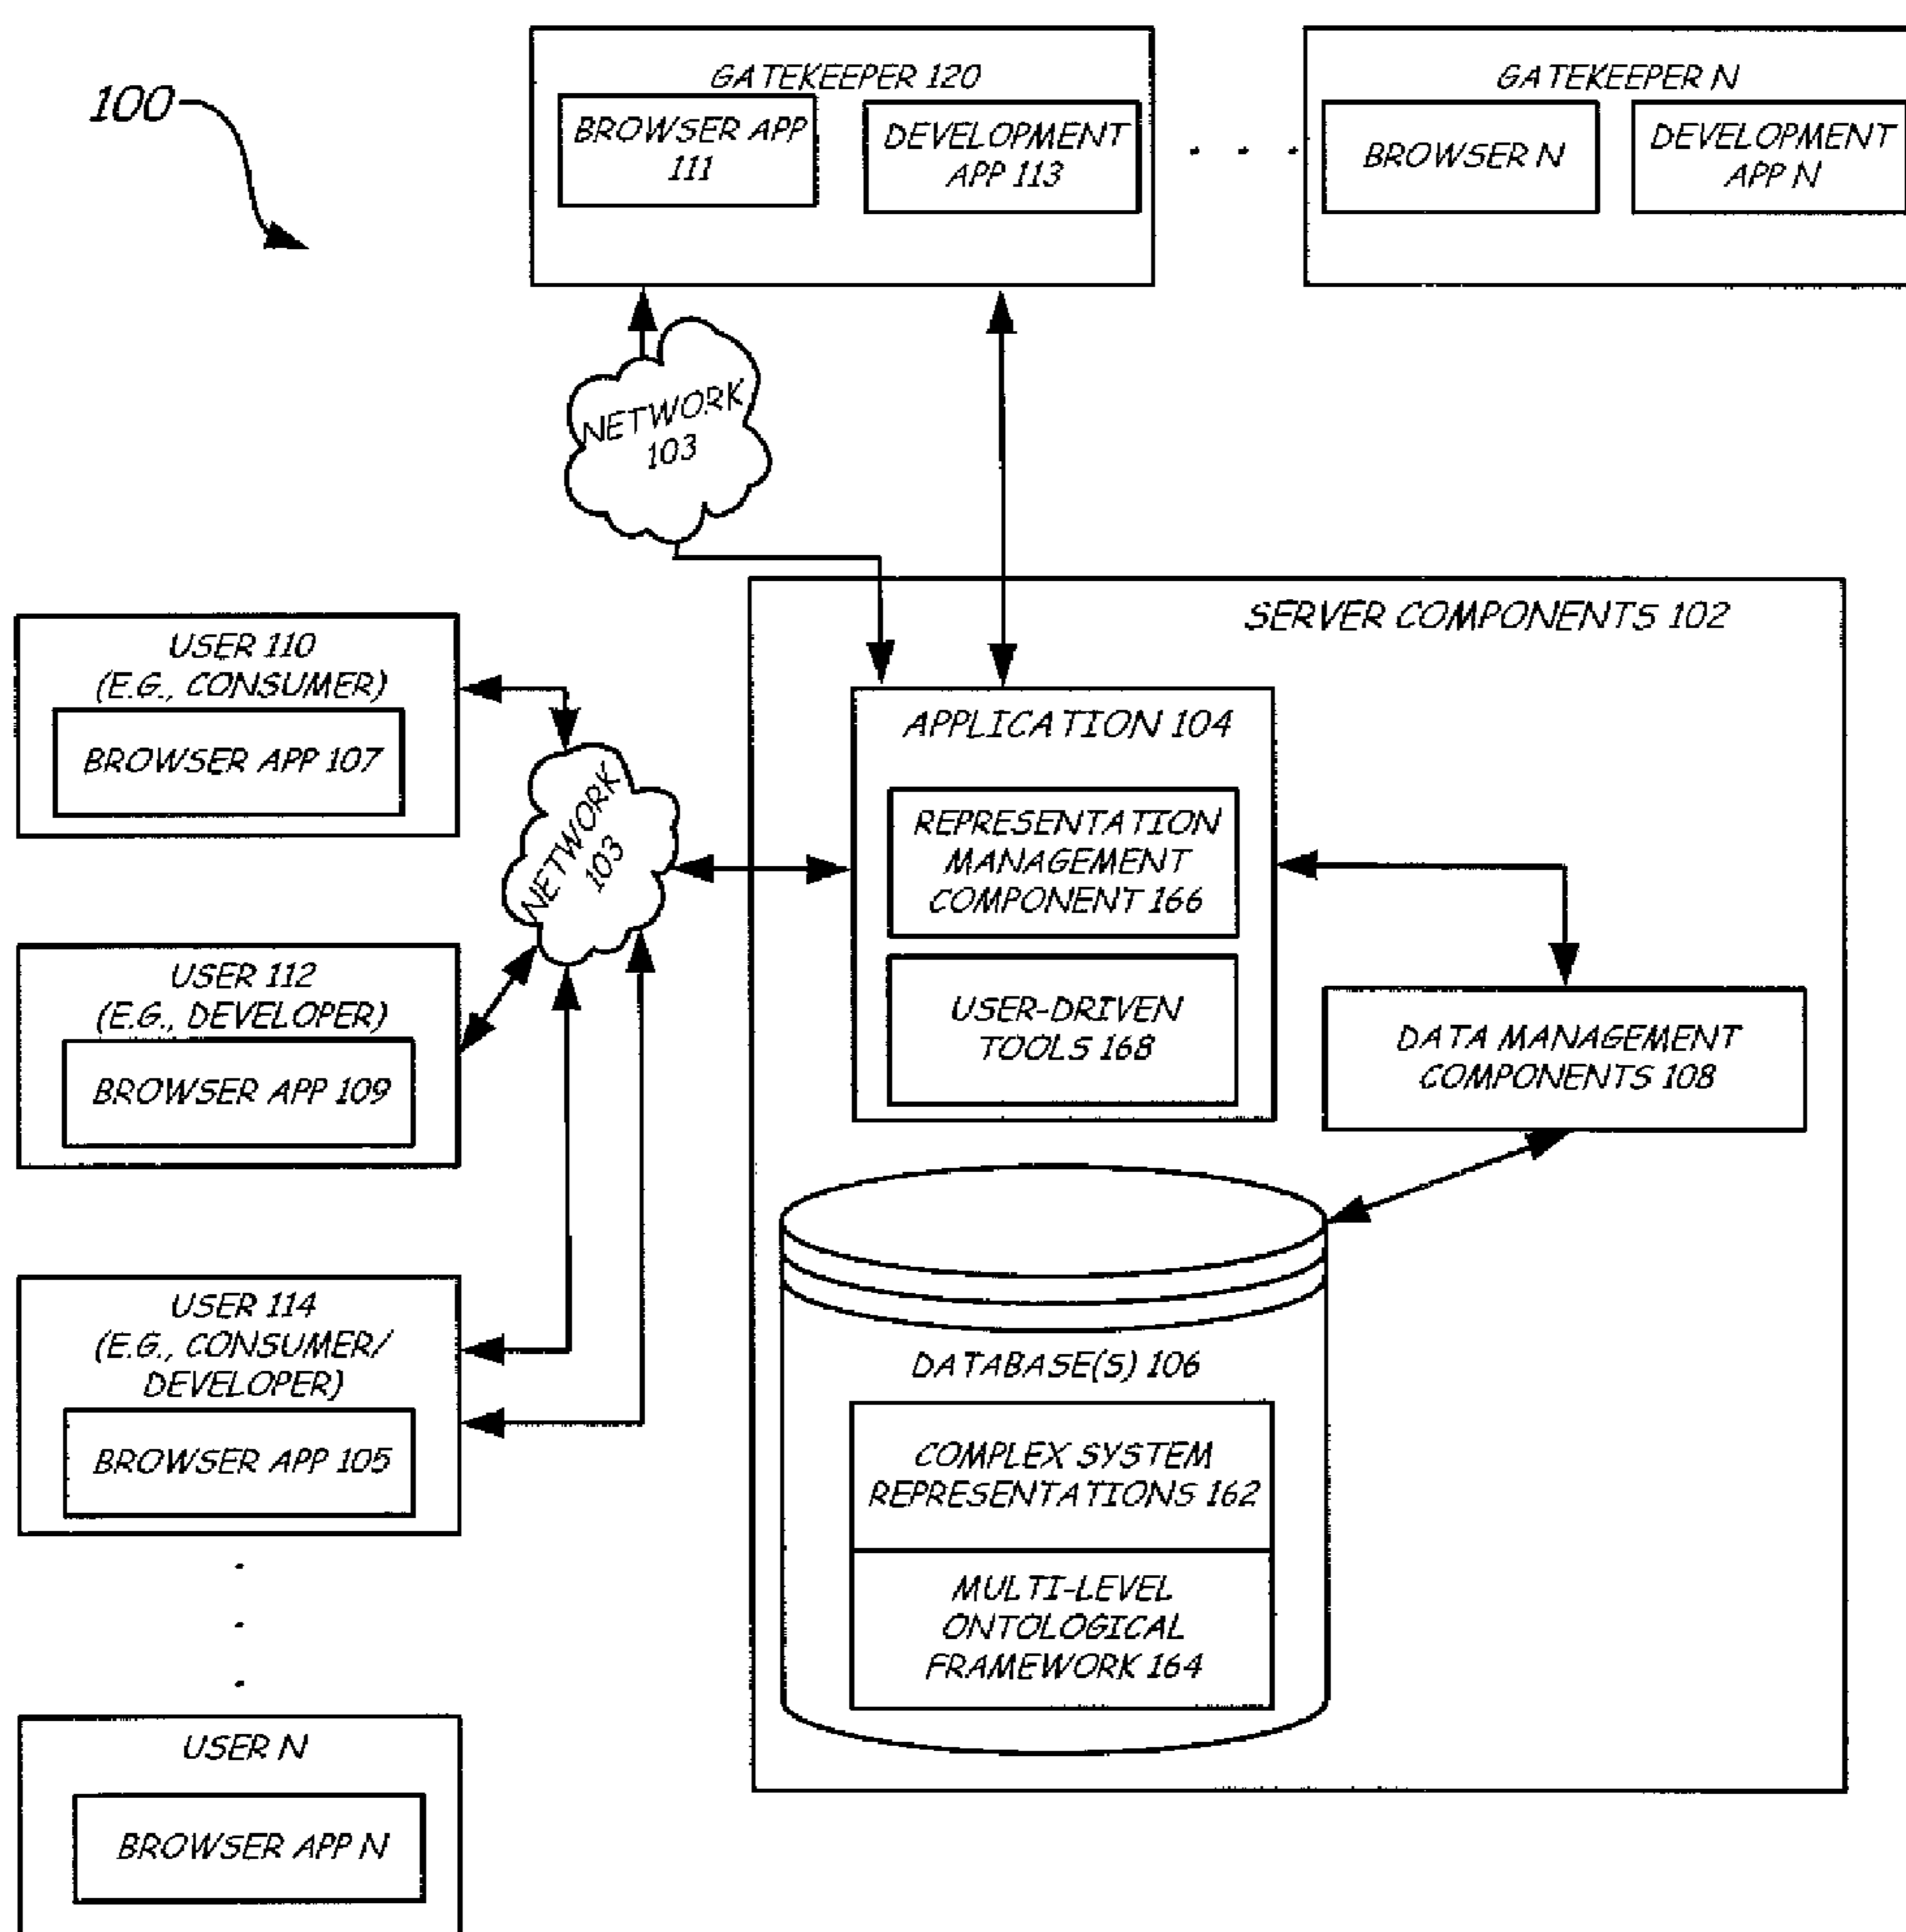 100
GATEKEEPER 120
BROWSER APP
111
DEVELOPMENT
APP 113
GATEKEEPER N
BROWSER N
DEVELOPMENT
APP N
NETWORK
103
SERVER COMPONENTS 102
USER 110
(E.G., CONSUMER)
BROWSER APP 107
NETWORK
103
APPLICATION 104
REPRESENTATION
MANAGEMENT
COMPONENT 166
USER-DRIVEN
TOOLS 168
DATA MANAGEMENT
COMPONENTS 108
USER 112
(E.G., DEVELOPER)
BROWSER APP 109
USER 114
(E.G., CONSUMER/
DEVELOPER)
BROWSER APP 105
DATABASE(S) 106
COMPLEX SYSTEM
REPRESENTATIONS 162
MULTI-LEVEL
ONTOLOGICAL
FRAMEWORK 164
USER N
BROWSER APP N